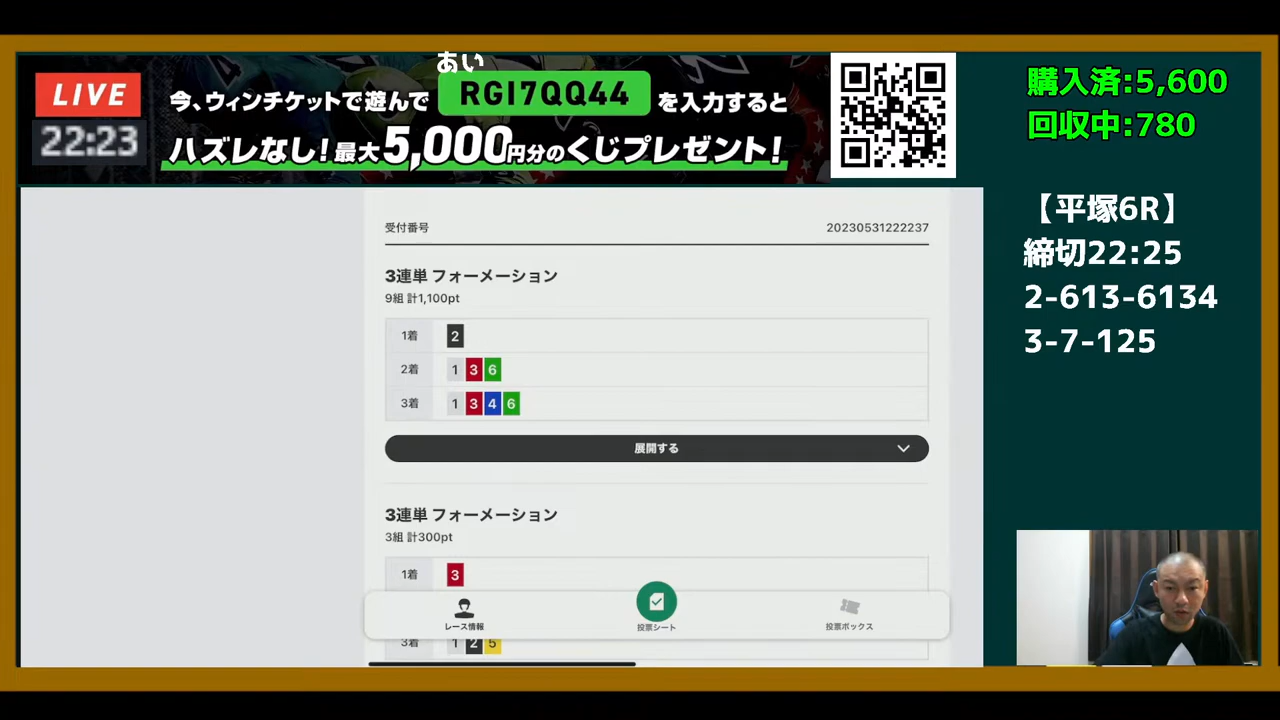 あい
LIVE
22:23
今、ウィンチケットで遊んで RGI7QQ44 を入力すると
ハズレなし!最大5,000円分のくじプレゼント!
購入済:5,600
回収中:780
【平塚6R】
締切22:25
2-613-6134
3-7-125
受付番号 20230531222237
3連単 フォーメーション
9組 計1,100pt
1着 2
2着 1 3 6
3着 1 3 4 6
展開する
3連単 フォーメーション
3組 計300pt
1着 3
3着 1 2 5
レース情報 投票シート 投票ボックス